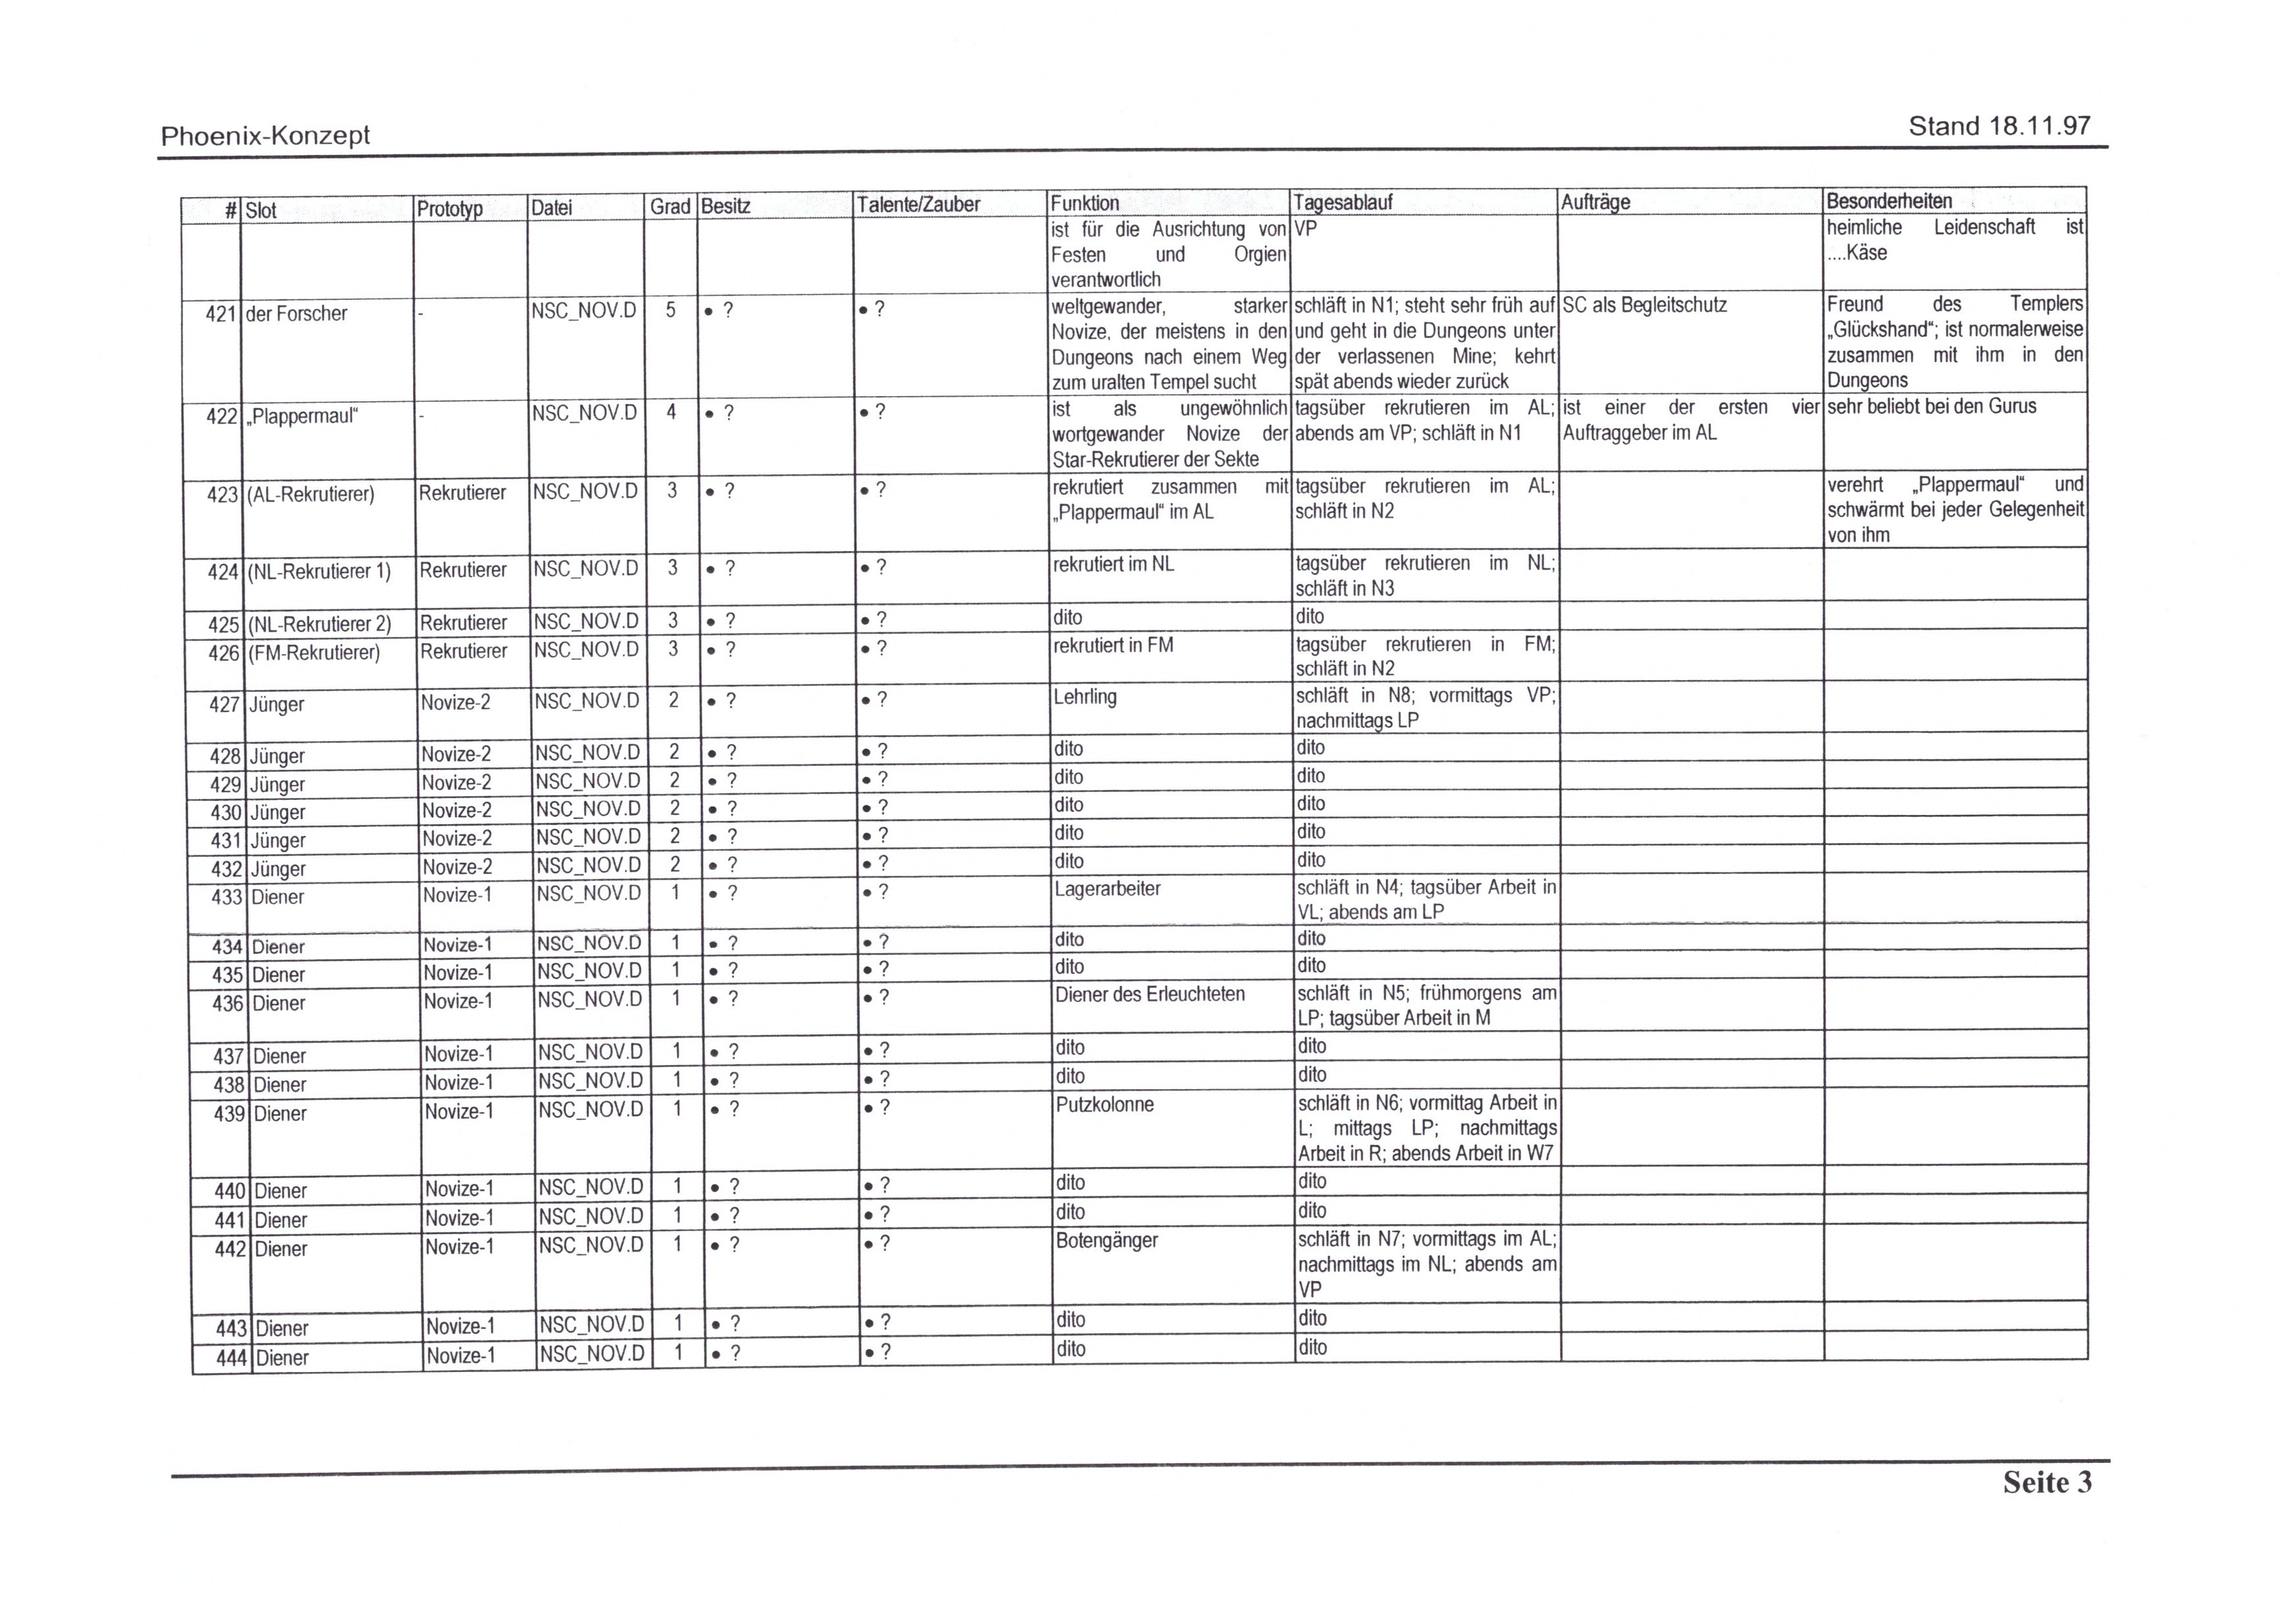 Phoenix-Konzept
Stand 18.11.97
# Slot Prototyp Datei Grad Besitz Talente/Zauber Funktion Tagesablauf Aufträge Besonderheiten
ist für die Ausrichtung von VP heimliche Leidenschaft ist
Festen und Orgien ....Käse
verantwortlich
421 der Forscher - NSC_NOV.D 5 • ? • ? weltgewander, starker schläft in N1; steht sehr früh auf SC als Begleitschutz Freund des Templers
Novize, der meistens in den und geht in die Dungeons unter „Glückshand“; ist normalerweise
Dungeons nach einem Weg der verlassenen Mine; kehrt zusammen mit ihm in den
zum uralten Tempel sucht spät abends wieder zurück Dungeons
422 „Plappermaul“ - NSC_NOV.D 4 • ? • ? ist als ungewöhnlich tagsüber rekrutieren im AL; ist einer der ersten vier sehr beliebt bei den Gurus
wortgewander Novize der abends am VP; schläft in N1 Auftraggeber im AL
Star-Rekrutierer der Sekte
423 (AL-Rekrutierer) Rekrutierer NSC_NOV.D 3 • ? • ? rekrutiert zusammen mit tagsüber rekrutieren im AL; verehrt „Plappermaul“ und
„Plappermaul“ im AL schläft in N2 schwärmt bei jeder Gelegenheit
von ihm
424 (NL-Rekrutierer 1) Rekrutierer NSC_NOV.D 3 • ? • ? rekrutiert im NL tagsüber rekrutieren im NL;
schläft in N3
425 (NL-Rekrutierer 2) Rekrutierer NSC_NOV.D 3 • ? • ? dito dito
426 (FM-Rekrutierer) Rekrutierer NSC_NOV.D 3 • ? • ? rekrutiert in FM tagsüber rekrutieren in FM;
schläft in N2
427 Jünger Novize-2 NSC_NOV.D 2 • ? • ? Lehrling schläft in N8; vormittags VP;
nachmittags LP
428 Jünger Novize-2 NSC_NOV.D 2 • ? • ? dito dito
429 Jünger Novize-2 NSC_NOV.D 2 • ? • ? dito dito
430 Jünger Novize-2 NSC_NOV.D 2 • ? • ? dito dito
431 Jünger Novize-2 NSC_NOV.D 2 • ? • ? dito dito
432 Jünger Novize-2 NSC_NOV.D 2 • ? • ? dito dito
433 Diener Novize-1 NSC_NOV.D 1 • ? • ? Lagerarbeiter schläft in N4; tagsüber Arbeit in
VL; abends am LP
434 Diener Novize-1 NSC_NOV.D 1 • ? • ? dito dito
435 Diener Novize-1 NSC_NOV.D 1 • ? • ? dito dito
436 Diener Novize-1 NSC_NOV.D 1 • ? • ? Diener des Erleuchteten schläft in N5; frühmorgens am
LP; tagsüber Arbeit in M
437 Diener Novize-1 NSC_NOV.D 1 • ? • ? dito dito
438 Diener Novize-1 NSC_NOV.D 1 • ? • ? dito dito
439 Diener Novize-1 NSC_NOV.D 1 • ? • ? Putzkolonne schläft in N6; vormittag Arbeit in
L; mittags LP; nachmittags
Arbeit in R; abends Arbeit in W7
440 Diener Novize-1 NSC_NOV.D 1 • ? • ? dito dito
441 Diener Novize-1 NSC_NOV.D 1 • ? • ? dito dito
442 Diener Novize-1 NSC_NOV.D 1 • ? • ? Botengänger schläft in N7; vormittags im AL;
nachmittags im NL; abends am
VP
443 Diener Novize-1 NSC_NOV.D 1 • ? • ? dito dito
444 Diener Novize-1 NSC_NOV.D 1 • ? • ? dito dito
Seite 3